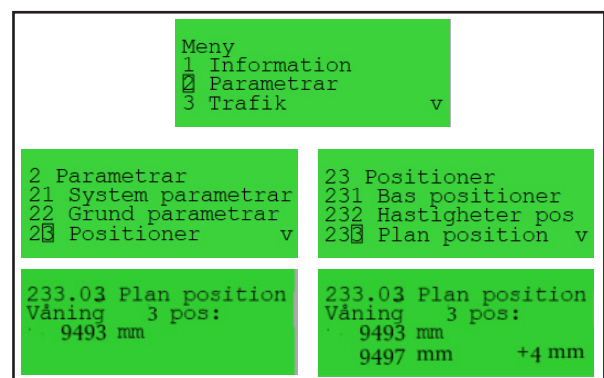 Meny
1 Information
2 Parametrar
3 Trafik v
2 Parametrar
21 System parametrar
22 Grund parametrar
23 Positioner v
23 Positioner
231 Bas positioner
232 Hastigheter pos
233 Plan position v
233.03 Plan position
Våning 3 pos:
9493 mm
233.03 Plan position
Våning 3 pos:
9493 mm
9497 mm +4 mm